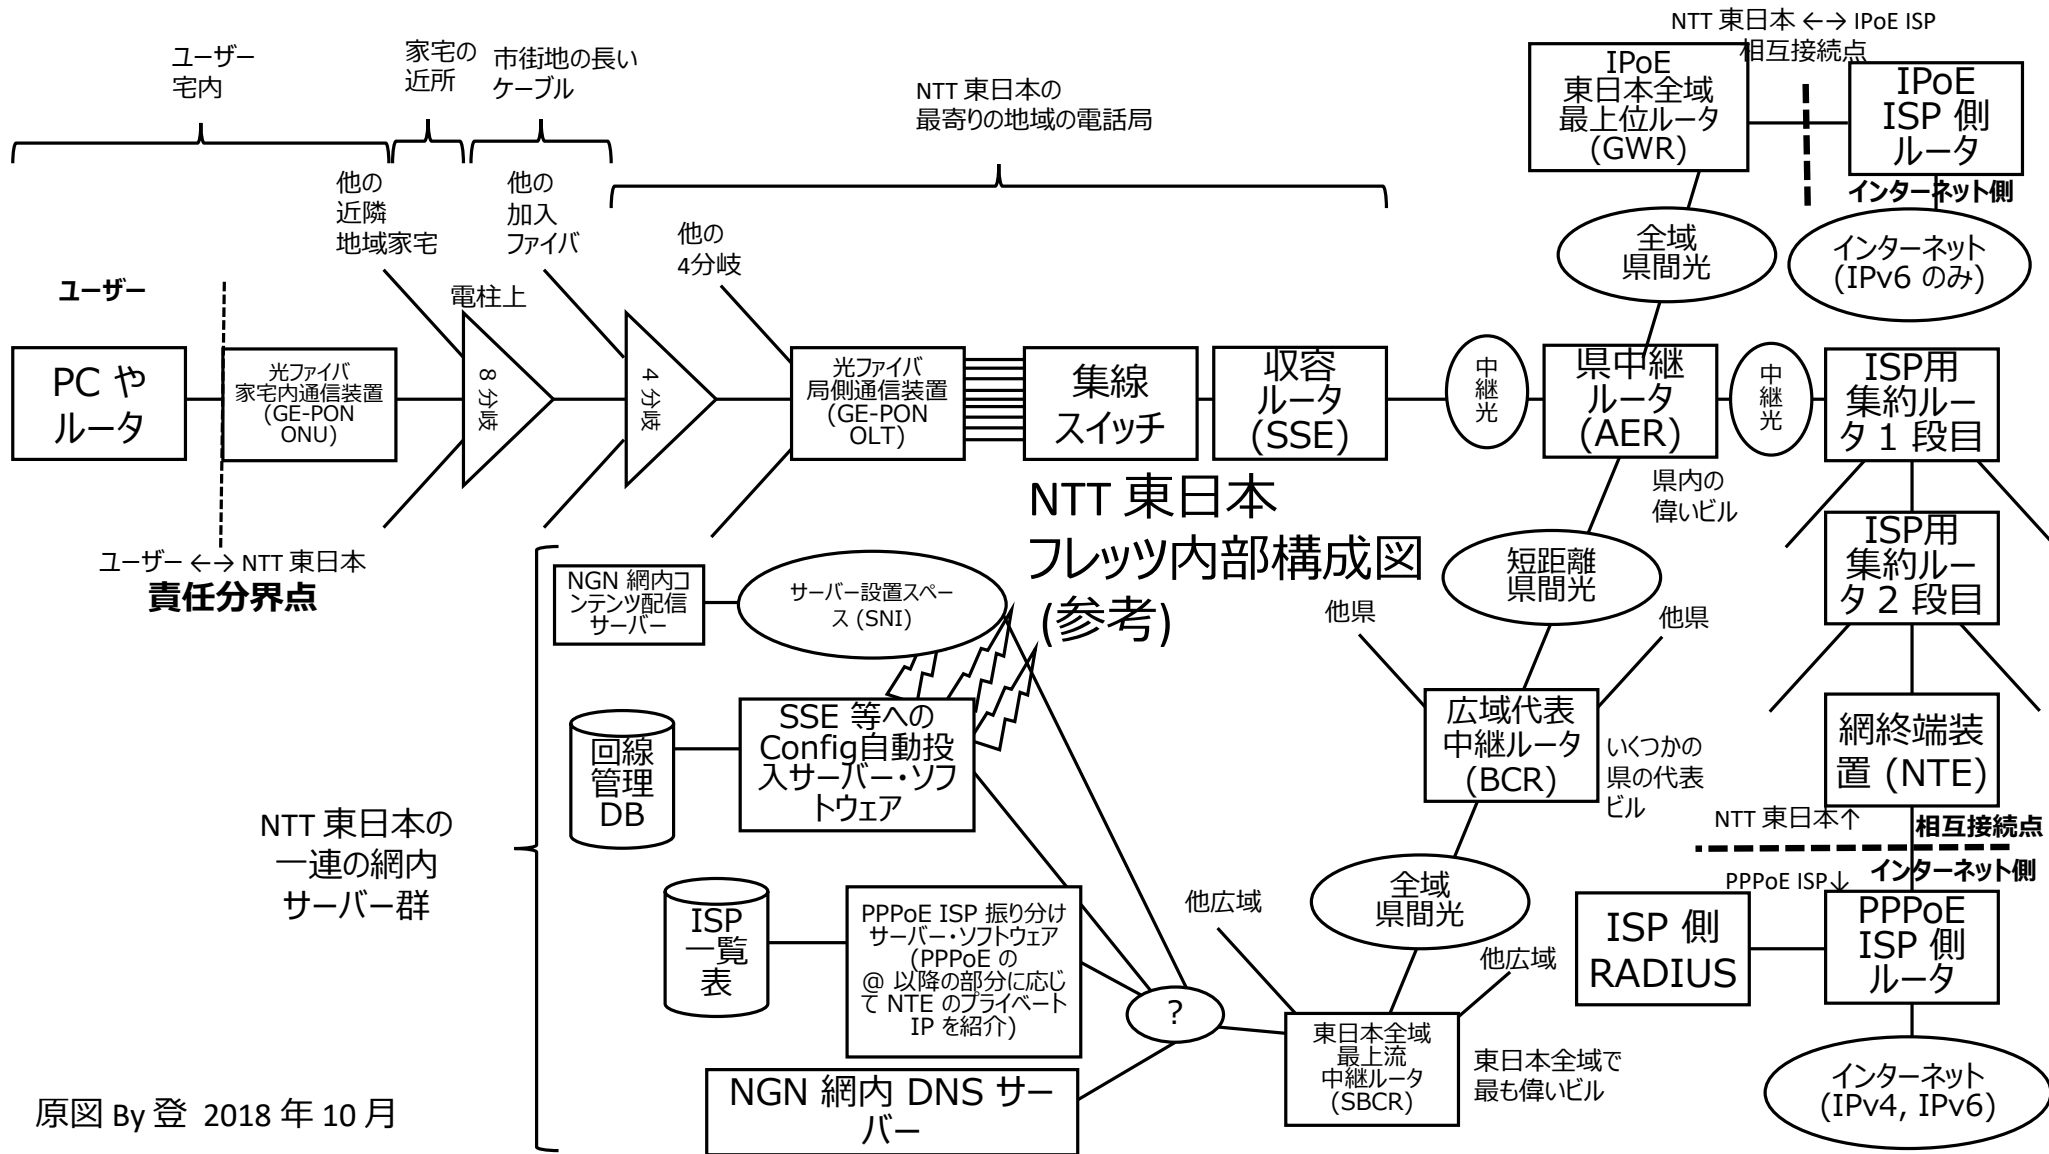 NTT 東日本 ←→ IPoE ISP
相互接続点
ユーザー
宅内
家宅の
近所
市街地の長い
ケーブル
NTT 東日本の
最寄りの地域の電話局
IPoE
東日本全域
最上位ルータ
(GWR)
IPoE
ISP 側
ルータ
インターネット側
他の
近隣
地域家宅
他の
加入
ファイバ
他の
4分岐
全域
県間光
インターネット
(IPv6 のみ)
ユーザー
電柱上
PC や
ルータ
光ファイバ
家宅内通信装置
(GE-PON
ONU)
8 分岐
4 分岐
光ファイバ
局側通信装置
(GE-PON
OLT)
集線
スイッチ
収容
ルータ
(SSE)
中
継
光
県中継
ルータ
(AER)
中
継
光
ISP用
集約ルー
タ 1 段目
県内の
偉いビル
NTT 東日本
フレッツ内部構成図
(参考)
ユーザー ←→ NTT 東日本
責任分界点
短距離
県間光
ISP用
集約ルー
タ 2 段目
NGN 網内コ
ンテンツ配信
サーバー
サーバー設置スペー
ス (SNI)
他県
他県
回線
管理
DB
SSE 等への
Config自動投
入サーバー・ソフ
トウェア
広域代表
中継ルータ
(BCR)
いくつかの
県の代表
ビル
網終端装
置 (NTE)
NTT 東日本↑
相互接続点
インターネット側
PPPoE ISP↓
NTT 東日本の
一連の網内
サーバー群
ISP
一覧
表
PPPoE ISP 振り分け
サーバー・ソフトウェア
(PPPoE の
@ 以降の部分に応じ
て NTE のプライベート
IP を紹介)
他広域
全域
県間光
他広域
ISP 側
RADIUS
PPPoE
ISP 側
ルータ
?
東日本全域
最上流
中継ルータ
(SBCR)
東日本全域で
最も偉いビル
NGN 網内 DNS サー
バー
インターネット
(IPv4, IPv6)
原図 By 登 2018 年 10 月